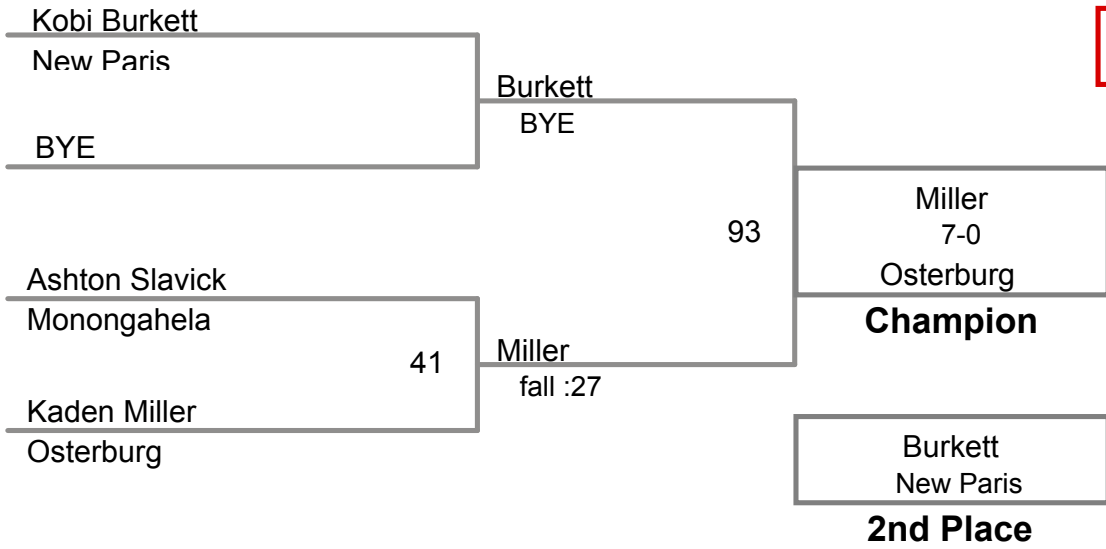 Kobi Burkett
New Paris
BYE
Burkett
BYE
Ashton Slavick
Monongahela
41
Kaden Miller
Osterburg
Miller
fall :27
93
Miller
7-0
Osterburg
Champion
Burkett
New Paris
2nd Place